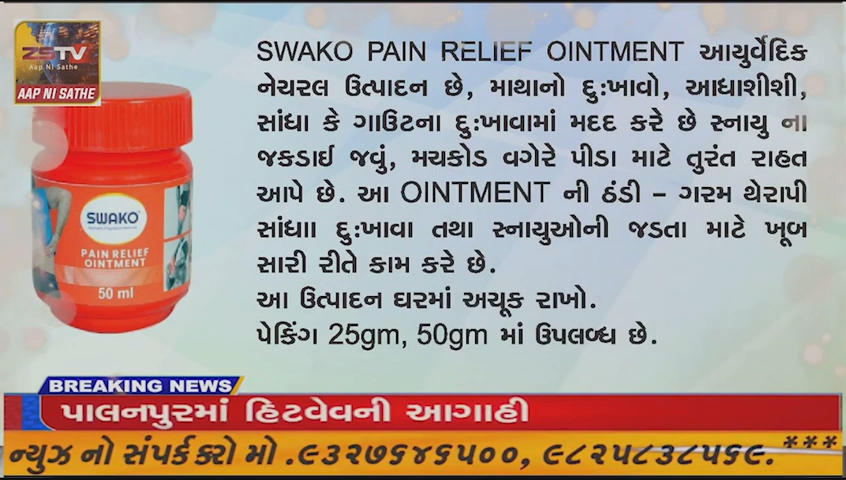 ZSTV
Aap Ni Sathe
AAP NI SATHE
SWAKO PAIN RELIEF OINTMENT આયુર્વેદિક
નેચરલ ઉત્પાદન છે, માથાનો દુઃખાવો, આધાશીશી,
સાંધા કે ગાઉટના દુઃખાવામાં મદદ કરે છે સ્નાયુ ના
જકડાઈ જવું, મચકોડ વગેરે પીડા માટે તુરંત રાહત
આપે છે. આ OINTMENT ની ઠંડી – ગરમ થેરાપી
સાંધાા દુઃખાવા તથા સ્નાયુઓની જડતા માટે ખૂબ
સારી રીતે કામ કરે છે.
આ ઉત્પાદન ઘરમાં અચૂક રાખો.
પેકિંગ 25gm, 50gm માં ઉપલબ્ધ છે.
SWAKO
PAIN RELIEF
OINTMENT
50 ml
BREAKING NEWS
પાલનપુરમાં હિટવેવની આગાહી
ન્યુઝ નો સંપર્ક કરો મો .૯૩૨૭૬૪૬૫૦૦, ૯૮૨૫૮૩૮૫૬૯. ***